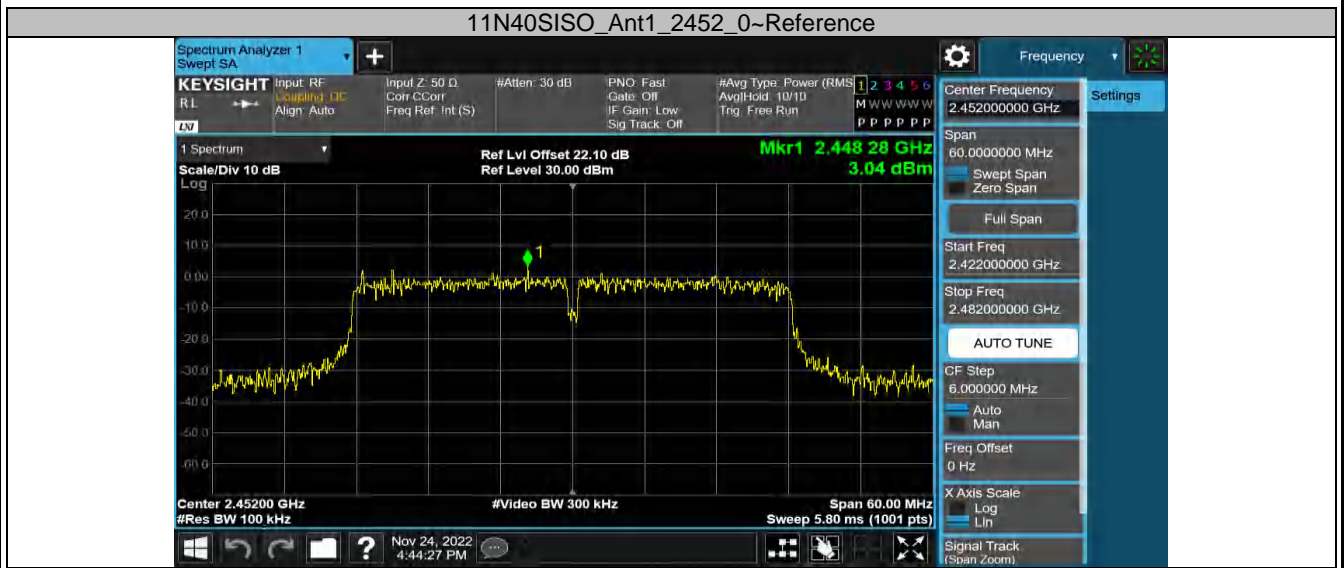 11N40SISO_Ant1_2452_0~Reference
Spectrum Analyzer 1
Swept SA
Frequency
KEYSIGHT
RL
LXI
Input: RF
Coupling: DC
Align: Auto
Input Z: 50 Ω
Corr CCorr
Freq Ref: Int (S)
#Atten: 30 dB
PNO: Fast
Gate: Off
IF Gain: Low
Sig Track: Off
#Avg Type: Power (RMS
Avg|Hold: 10/10
Trig: Free Run
1 2 3 4 5 6
M W W W W W
P P P P P P
1 Spectrum
Scale/Div 10 dB
Log
Ref Lvl Offset 22.10 dB
Ref Level 30.00 dBm
Mkr1 2.448 28 GHz
3.04 dBm
20.0
10.0
0.00
-10.0
-20.0
-30.0
-40.0
-50.0
-60.0
1
Center 2.45200 GHz
#Res BW 100 kHz
#Video BW 300 kHz
Span 60.00 MHz
Sweep 5.80 ms (1001 pts)
Nov 24, 2022
4:44:27 PM
Center Frequency
2.452000000 GHz
Settings
Span
60.0000000 MHz
Swept Span
Zero Span
Full Span
Start Freq
2.422000000 GHz
Stop Freq
2.482000000 GHz
AUTO TUNE
CF Step
6.000000 MHz
Auto
Man
Freq Offset
0 Hz
X Axis Scale
Log
Lin
Signal Track
(Span Zoom)